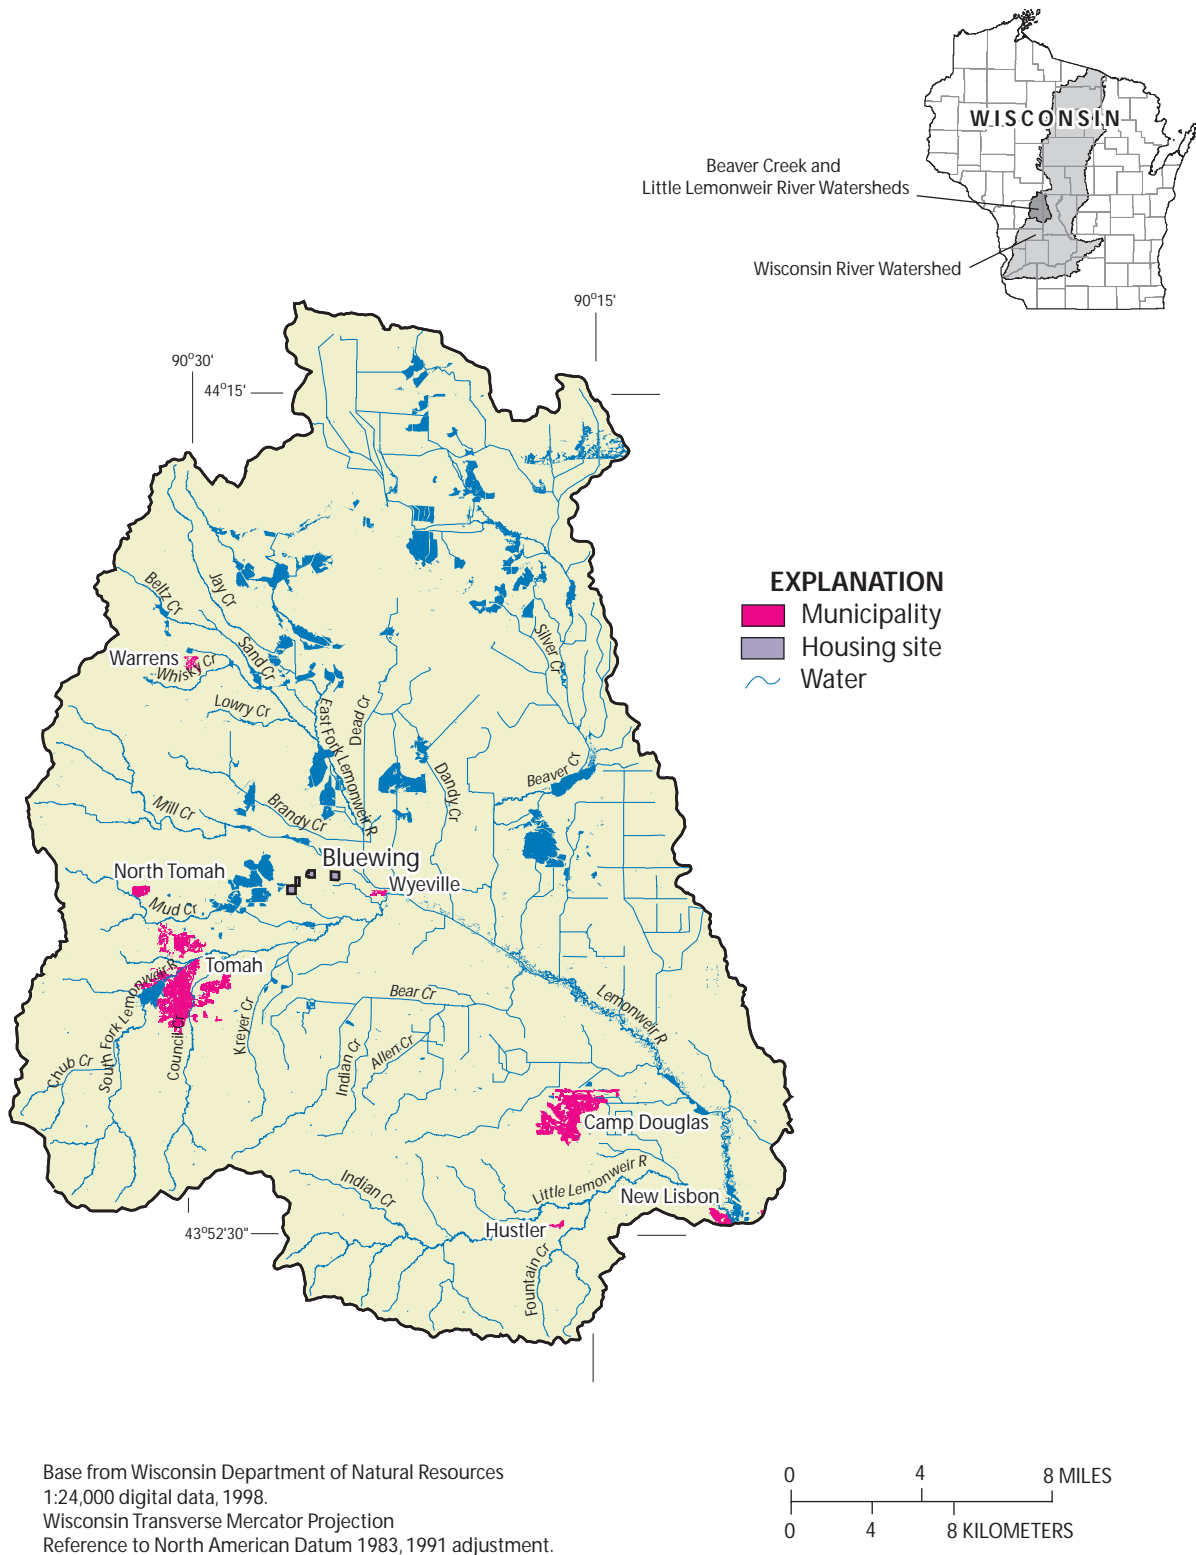 WISCONSIN
Beaver Creek and
Little Lemonweir River Watersheds
Wisconsin River Watershed
90°15'
90°30'
44°15'
EXPLANATION
Municipality
Housing site
Water
Beltz Cr
Jay Cr
Sand Cr
Silver Cr
Warrens
Whisky Cr
Lowry Cr
East Fork Lemonweir R
Dead Cr
Dandy Cr
Beaver Cr
Mill Cr
Brandy Cr
Bluewing
North Tomah
Wyeville
Mud Cr
Tomah
South Fork Lemonweir R
Bear Cr
Lemonweir R
Kreyer Cr
Council Cr
Chub Cr
Indian Cr
Allen Cr
Camp Douglas
Indian Cr
Little Lemonweir R
New Lisbon
Hustler
43°52'30"
Fountain Cr
Base from Wisconsin Department of Natural Resources
1:24,000 digital data, 1998.
Wisconsin Transverse Mercator Projection
Reference to North American Datum 1983, 1991 adjustment.
0 4 8 MILES
0 4 8 KILOMETERS